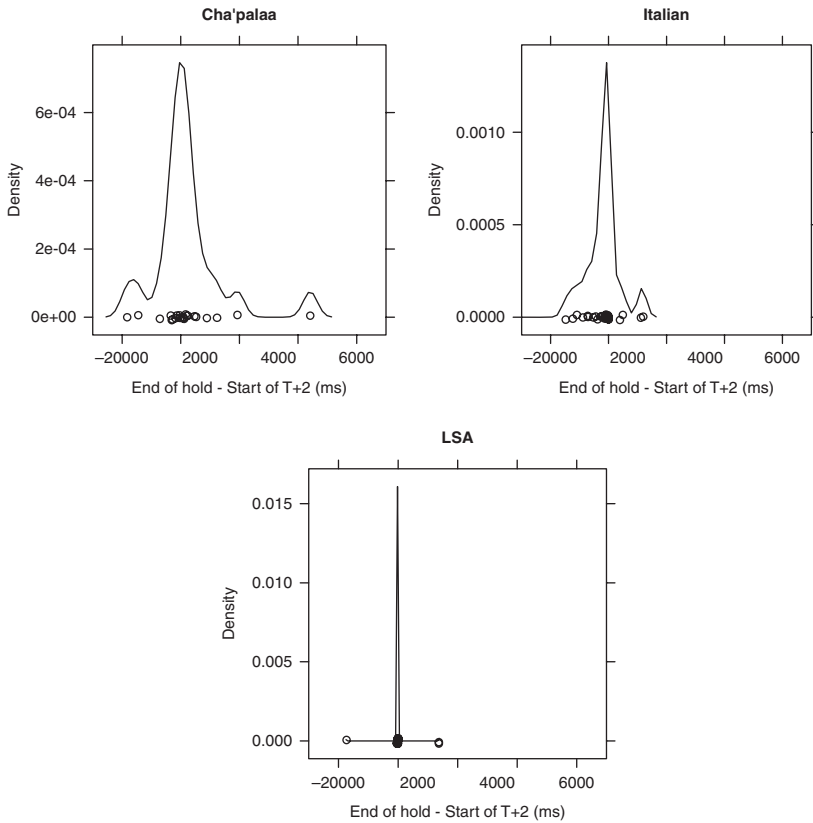 Cha'palaa
Density
6e-04
4e-04
2e-04
0e+00
−20000 2000 6000
End of hold - Start of T+2 (ms)
Italian
Density
0.0010
0.0005
0.0000
−20000 2000 6000
End of hold - Start of T+2 (ms)
LSA
Density
0.015
0.010
0.005
0.000
−20000 2000 6000
End of hold - Start of T+2 (ms)